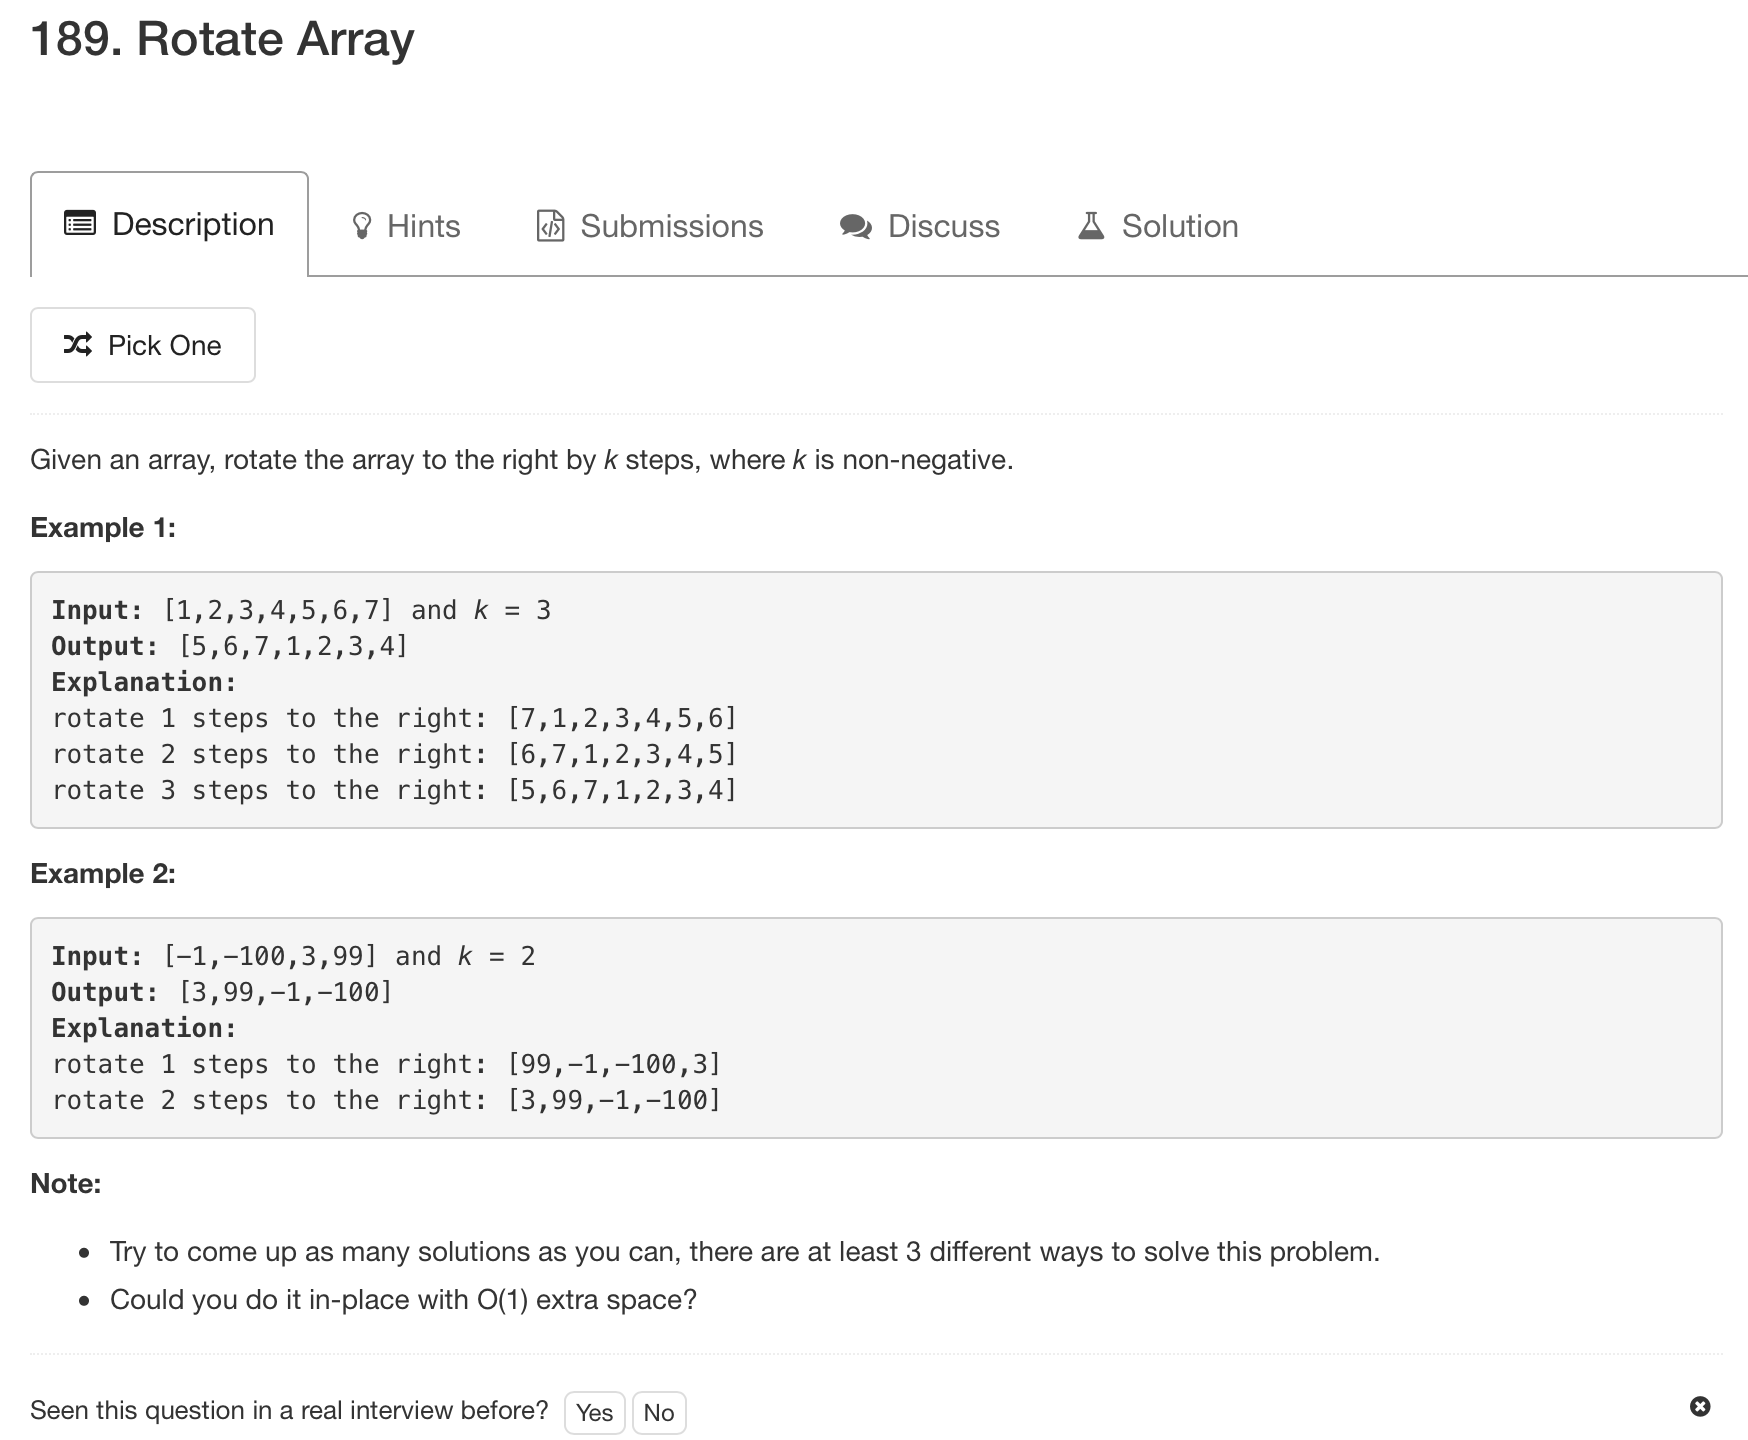 189. Rotate Array
Description
Hints
Submissions
Discuss
Solution
Pick One
Given an array, rotate the array to the right by k steps, where k is non-negative.
Example 1:
Input: [1,2,3,4,5,6,7] and k = 3
Output: [5,6,7,1,2,3,4]
Explanation:
rotate 1 steps to the right: [7,1,2,3,4,5,6]
rotate 2 steps to the right: [6,7,1,2,3,4,5]
rotate 3 steps to the right: [5,6,7,1,2,3,4]
Example 2:
Input: [−1,−100,3,99] and k = 2
Output: [3,99,−1,−100]
Explanation:
rotate 1 steps to the right: [99,−1,−100,3]
rotate 2 steps to the right: [3,99,−1,−100]
Note:
• Try to come up as many solutions as you can, there are at least 3 different ways to solve this problem.
• Could you do it in-place with O(1) extra space?
Seen this question in a real interview before? Yes No